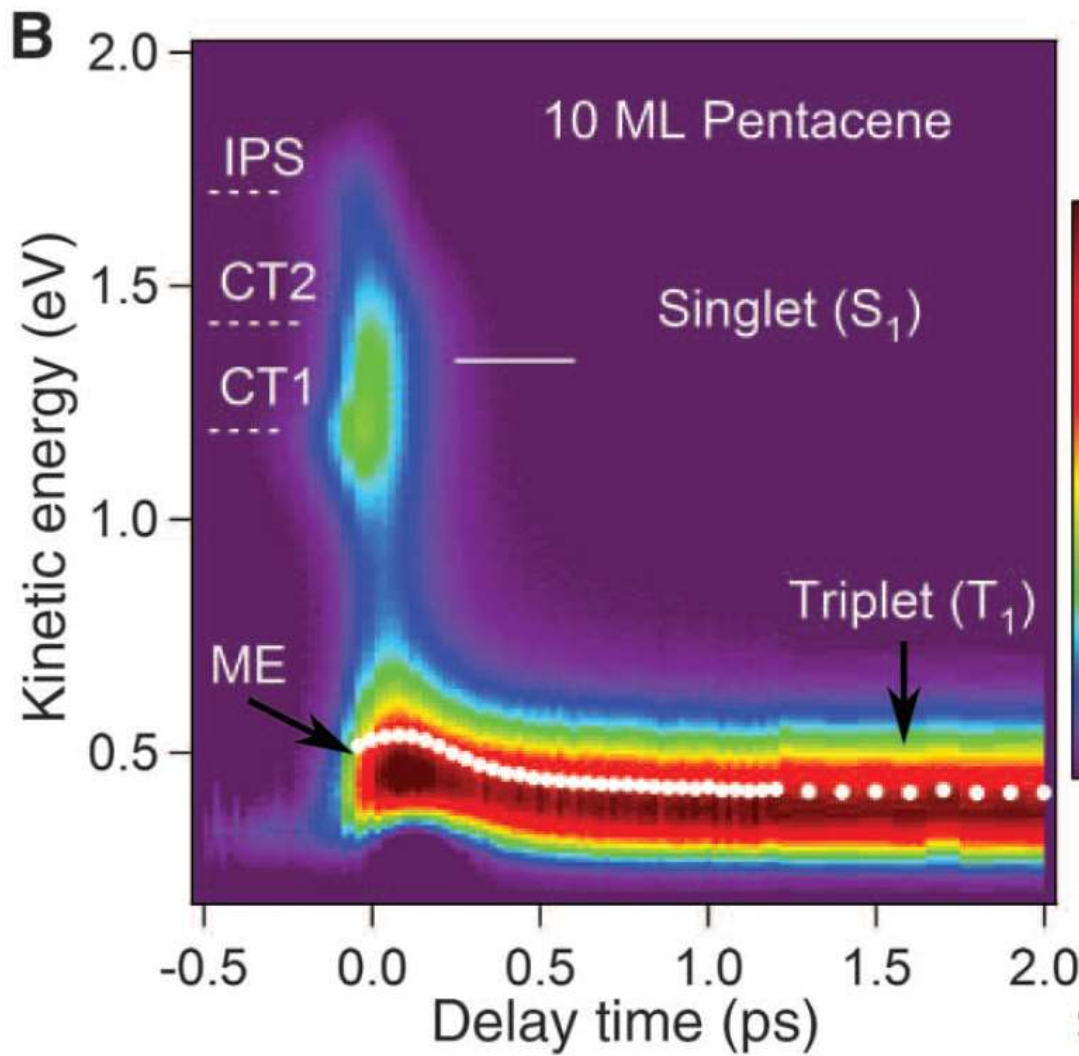 B
2.0
10 ML Pentacene
IPS
CT2
1.5
Singlet (S₁)
CT1
Kinetic energy (eV)
1.0
Triplet (T₁)
ME
0.5
-0.5 0.0 0.5 1.0 1.5 2.0
Delay time (ps)